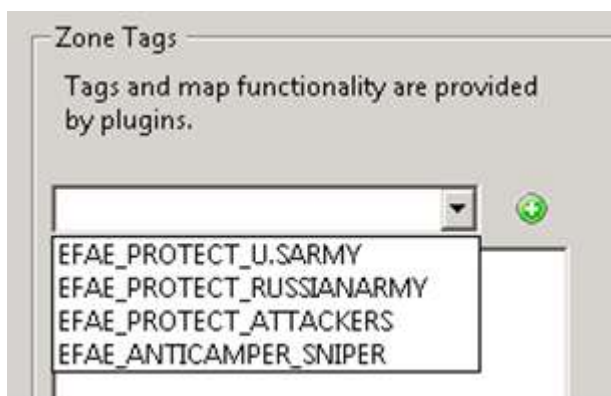 Zone Tags
Tags and map functionality are provided
by plugins.
EFAE_PROTECT_U.SARMY
EFAE_PROTECT_RUSSIANARMY
EFAE_PROTECT_ATTACKERS
EFAE_ANTICAMPER_SNIPER